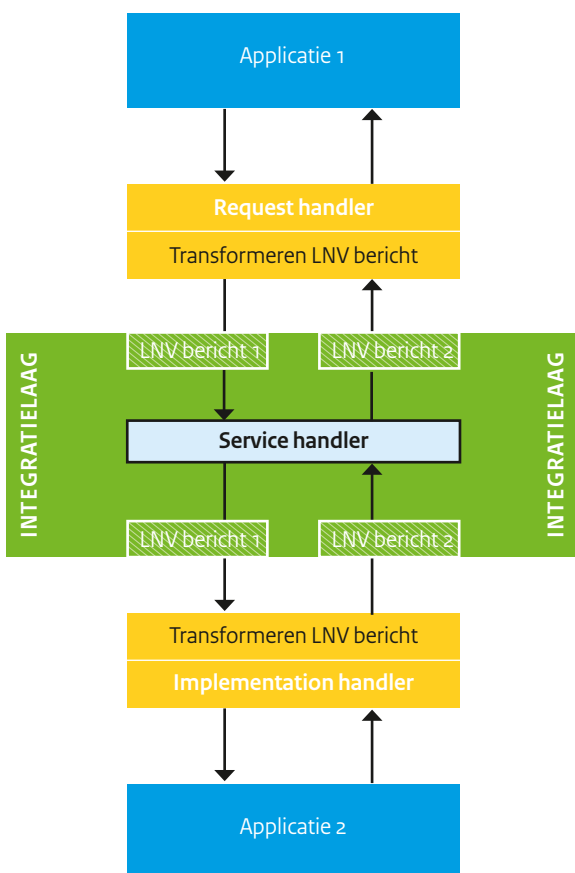 Applicatie 1
Request handler
Transformeren LNV bericht
LNV bericht 1
LNV bericht 2
INTEGRATIELAAG
Service handler
INTEGRATIELAAG
LNV bericht 1
LNV bericht 2
Transformeren LNV bericht
Implementation handler
Applicatie 2